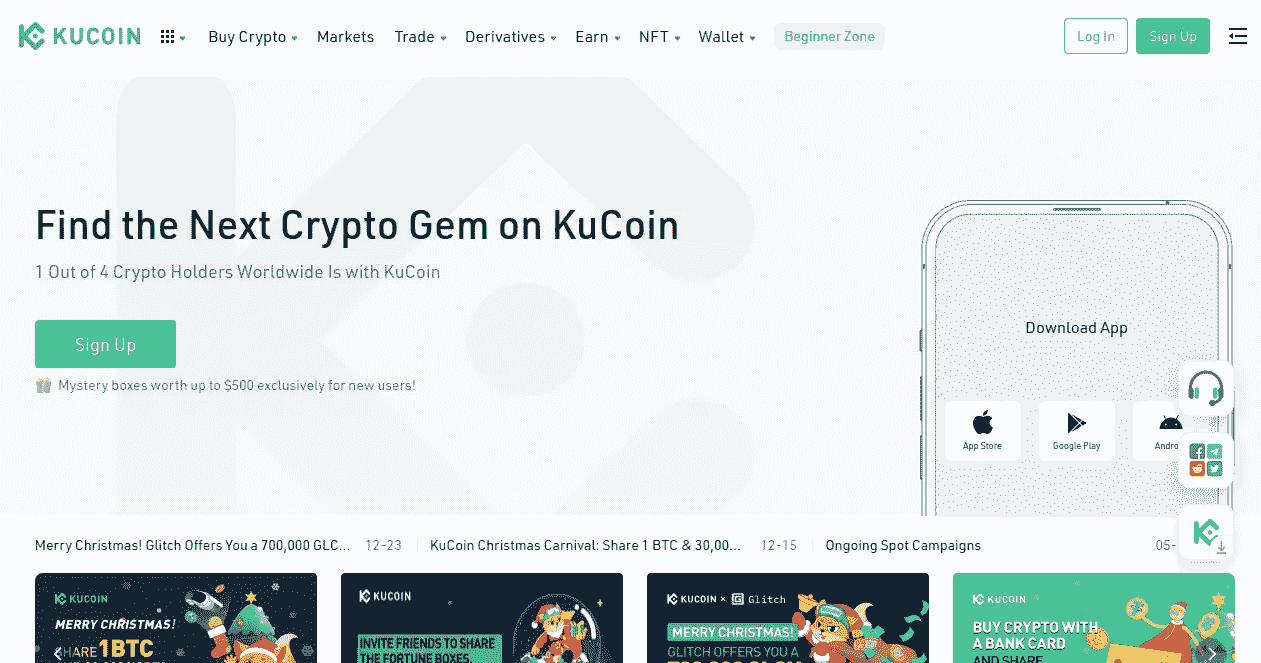 KUCOIN
Buy Crypto
Markets
Trade
Derivatives
Earn
NFT
Wallet
Beginner Zone
Log In
Sign Up
Find the Next Crypto Gem on KuCoin
1 Out of 4 Crypto Holders Worldwide Is with KuCoin
Sign Up
Mystery boxes worth up to $500 exclusively for new users!
Download App
App Store
Google Play
Andro
Merry Christmas! Glitch Offers You a 700,000 GLC... 12-23
KuCoin Christmas Carnival: Share 1 BTC & 30,00... 12-15
Ongoing Spot Campaigns 05-
KUCOIN
MERRY CHRISTMAS!
SHARE 1BTC
KUCOIN
INVITE FRIENDS TO SHARE
THE FORTUNE BOXES,
KUCOIN × Glitch
MERRY CHRISTMAS!
GLITCH OFFERS YOU A
KUCOIN
BUY CRYPTO WITH
A BANK CARD
AND SHARE